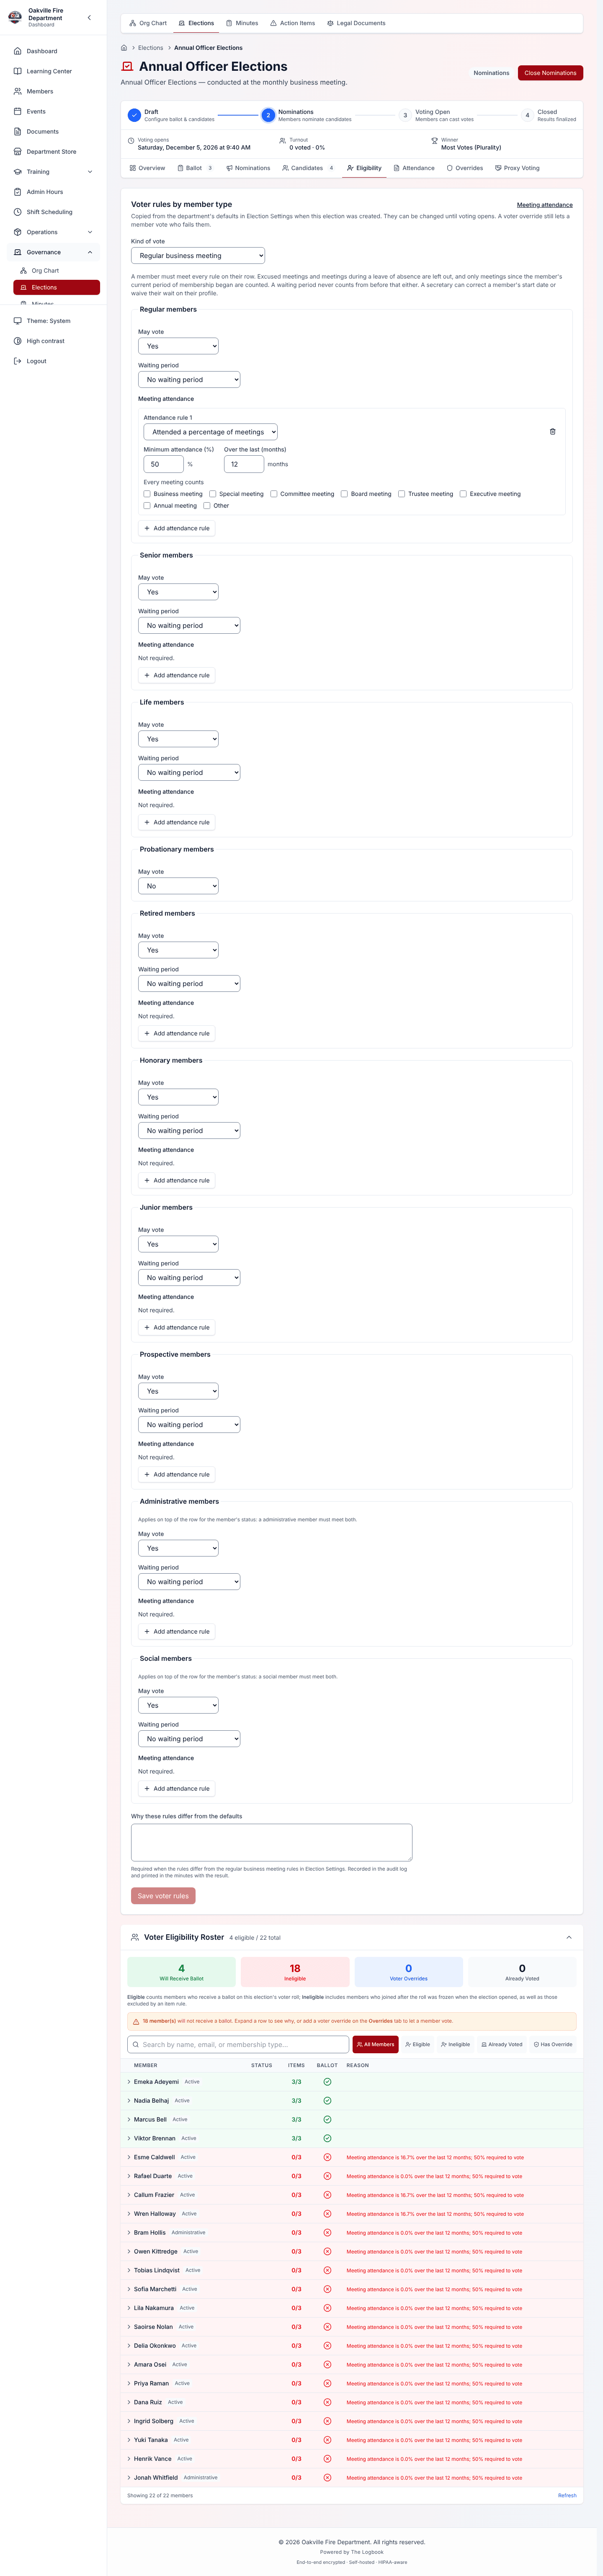 Oakville Fire
Department
Dashboard
Dashboard
Learning Center
Members
Events
Documents
Department Store
Training
Admin Hours
Shift Scheduling
Operations
Governance
Org Chart
Elections
Minutes
Theme: System
High contrast
Logout
Org Chart Elections Minutes Action Items Legal Documents
Elections Annual Officer Elections
Annual Officer Elections
Annual Officer Elections — conducted at the monthly business meeting.
Nominations Close Nominations
Draft
Configure ballot & candidates
2 Nominations
Members nominate candidates
3 Voting Open
Members can cast votes
4 Closed
Results finalized
Voting opens
Saturday, December 5, 2026 at 9:40 AM
Turnout
0 voted · 0%
Winner
Most Votes (Plurality)
Overview Ballot 3 Nominations Candidates 4 Eligibility Attendance Overrides Proxy Voting
Voter rules by member type Meeting attendance
Copied from the department's defaults in Election Settings when this election was created. They can be changed until voting opens. A voter override still lets a
member vote who fails them.
Kind of vote
Regular business meeting
A member must meet every rule on their row. Excused meetings and meetings during a leave of absence are left out, and only meetings since the member's
current period of membership began are counted. A waiting period never counts from before that either. A secretary can correct a member's start date or
waive their wait on their profile.
Regular members
May vote
Yes
Waiting period
No waiting period
Meeting attendance
Attendance rule 1
Attended a percentage of meetings
Minimum attendance (%) Over the last (months)
50 % 12 months
Every meeting counts
Business meeting Special meeting Committee meeting Board meeting Trustee meeting Executive meeting
Annual meeting Other
Add attendance rule
Senior members
May vote
Yes
Waiting period
No waiting period
Meeting attendance
Not required.
Add attendance rule
Life members
May vote
Yes
Waiting period
No waiting period
Meeting attendance
Not required.
Add attendance rule
Probationary members
May vote
No
Retired members
May vote
Yes
Waiting period
No waiting period
Meeting attendance
Not required.
Add attendance rule
Honorary members
May vote
Yes
Waiting period
No waiting period
Meeting attendance
Not required.
Add attendance rule
Junior members
May vote
Yes
Waiting period
No waiting period
Meeting attendance
Not required.
Add attendance rule
Prospective members
May vote
Yes
Waiting period
No waiting period
Meeting attendance
Not required.
Add attendance rule
Administrative members
Applies on top of the row for the member's status: a administrative member must meet both.
May vote
Yes
Waiting period
No waiting period
Meeting attendance
Not required.
Add attendance rule
Social members
Applies on top of the row for the member's status: a social member must meet both.
May vote
Yes
Waiting period
No waiting period
Meeting attendance
Not required.
Add attendance rule
Why these rules differ from the defaults
Required when the rules differ from the regular business meeting rules in Election Settings. Recorded in the audit log
and printed in the minutes with the result.
Save voter rules
Voter Eligibility Roster 4 eligible / 22 total
4
Will Receive Ballot
18
Ineligible
0
Voter Overrides
0
Already Voted
Eligible counts members who receive a ballot on this election's voter roll, Ineligible includes members who joined after the roll was frozen when the election opened, as well as those
excluded by an item rule.
18 member(s) will not receive a ballot. Expand a row to see why, or add a voter override on the Overrides tab to let a member vote.
Search by name, email, or membership type... All Members Eligible Ineligible Already Voted Has Override
MEMBER STATUS ITEMS BALLOT REASON
Emeka Adeyemi Active 3/3
Nadia Belhaj Active 3/3
Marcus Bell Active 3/3
Viktor Brennan Active 3/3
Esme Caldwell Active 0/3 Meeting attendance is 16.7% over the last 12 months; 50% required to vote
Rafael Duarte Active 0/3 Meeting attendance is 0.0% over the last 12 months; 50% required to vote
Callum Frazier Active 0/3 Meeting attendance is 16.7% over the last 12 months; 50% required to vote
Wren Halloway Active 0/3 Meeting attendance is 16.7% over the last 12 months; 50% required to vote
Bram Hollis Administrative 0/3 Meeting attendance is 0.0% over the last 12 months; 50% required to vote
Owen Kittredge Active 0/3 Meeting attendance is 0.0% over the last 12 months; 50% required to vote
Tobias Lindqvist Active 0/3 Meeting attendance is 0.0% over the last 12 months; 50% required to vote
Sofia Marchetti Active 0/3 Meeting attendance is 0.0% over the last 12 months; 50% required to vote
Lila Nakamura Active 0/3 Meeting attendance is 0.0% over the last 12 months; 50% required to vote
Saoirse Nolan Active 0/3 Meeting attendance is 0.0% over the last 12 months; 50% required to vote
Delia Okonkwo Active 0/3 Meeting attendance is 0.0% over the last 12 months; 50% required to vote
Amara Osei Active 0/3 Meeting attendance is 0.0% over the last 12 months; 50% required to vote
Priya Raman Active 0/3 Meeting attendance is 0.0% over the last 12 months; 50% required to vote
Dana Ruiz Active 0/3 Meeting attendance is 0.0% over the last 12 months; 50% required to vote
Ingrid Solberg Active 0/3 Meeting attendance is 0.0% over the last 12 months; 50% required to vote
Yuki Tanaka Active 0/3 Meeting attendance is 0.0% over the last 12 months; 50% required to vote
Henrik Vance Active 0/3 Meeting attendance is 0.0% over the last 12 months; 50% required to vote
Jonah Whitfield Administrative 0/3 Meeting attendance is 0.0% over the last 12 months; 50% required to vote
Showing 22 of 22 members Refresh
© 2026 Oakville Fire Department. All rights reserved.
Powered by The Logbook
End-to-end encrypted · Self-hosted · HIPAA-aware